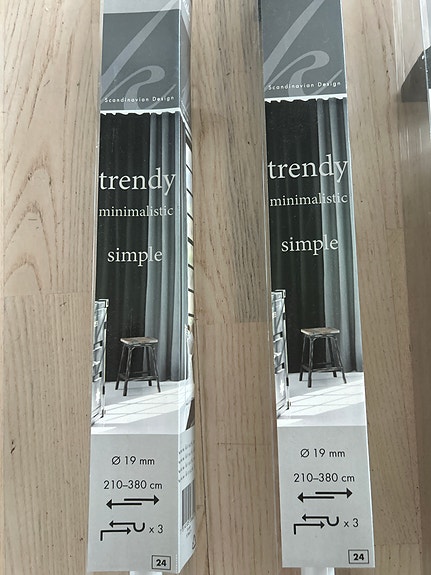 Scandinavian Design
trendy
minimalistic
simple
Ø 19 mm
210–380 cm
x 3
24
Scandinavian Design
trendy
minimalistic
simple
Ø 19 mm
210–380 cm
x 3
24